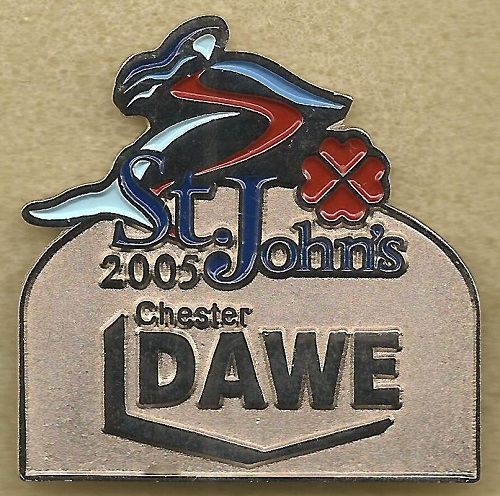 St. John's
2005
Chester
DAWE